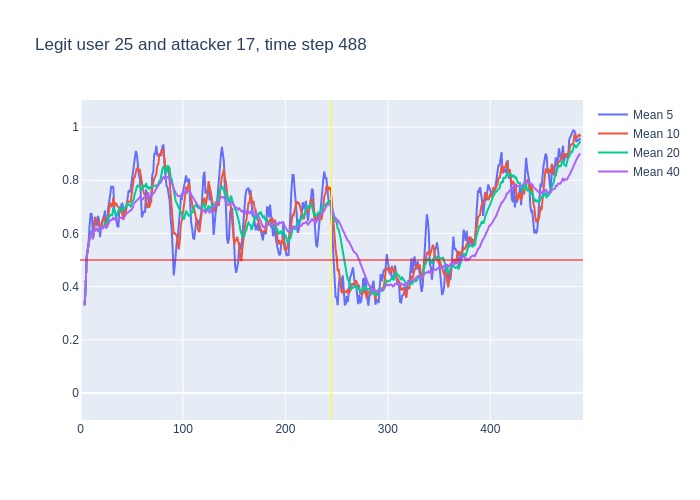 Legit user 25 and attacker 17, time step 488
Mean 5
Mean 10
Mean 20
Mean 40
1
0.8
0.6
0.4
0.2
0
0 100 200 300 400